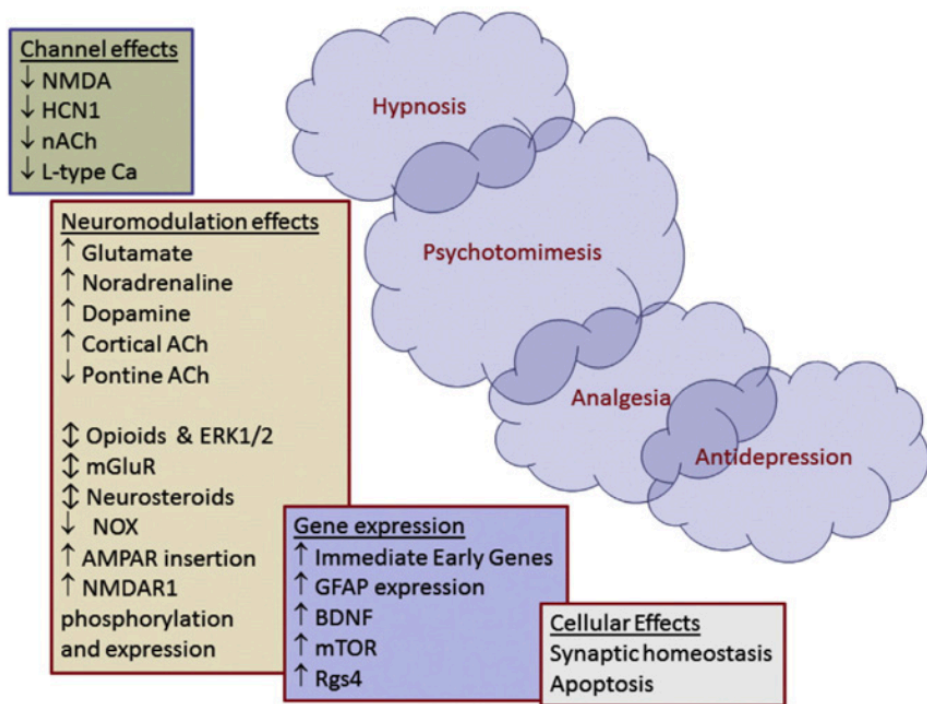 Channel effects
↓ NMDA
↓ HCN1
↓ nACh
↓ L-type Ca
Hypnosis
Psychotomimesis
Analgesia
Antidepression
Neuromodulation effects
↑ Glutamate
↑ Noradrenaline
↑ Dopamine
↑ Cortical ACh
↓ Pontine ACh
↕ Opioids & ERK1/2
↕ mGluR
↕ Neurosteroids
↓ NOX
↑ AMPAR insertion
↑ NMDAR1
phosphorylation
and expression
Gene expression
↑ Immediate Early Genes
↑ GFAP expression
↑ BDNF
↑ mTOR
↑ Rgs4
Cellular Effects
Synaptic homeostasis
Apoptosis